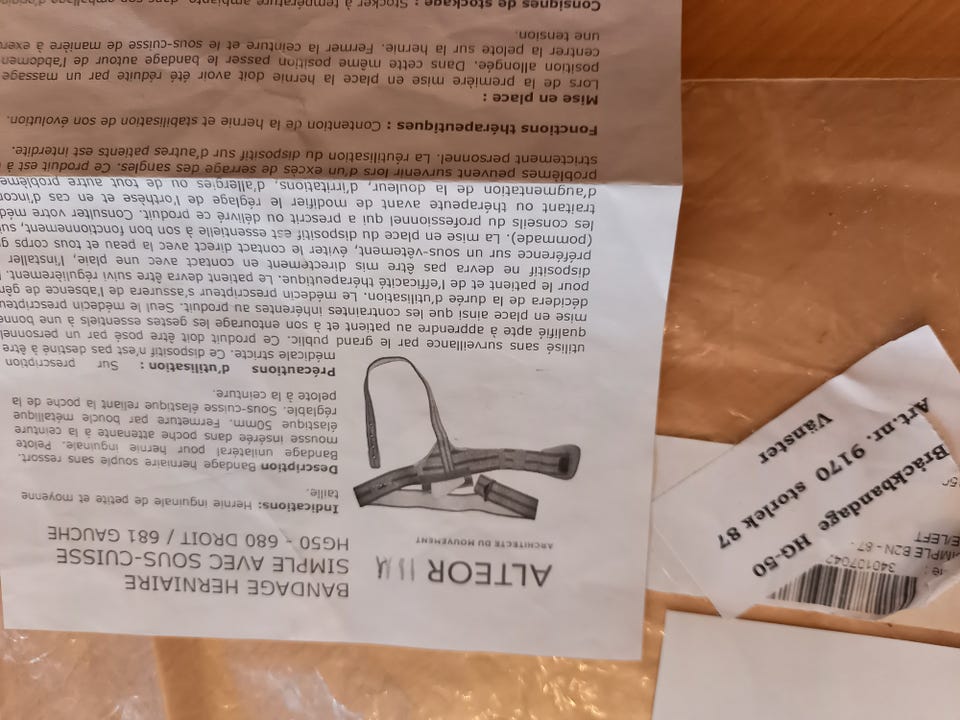 ALTEOR
ARCHITECTE DU MOUVEMENT
BANDAGE HERNIAIRE
SIMPLE AVEC SOUS-CUISSE
HG50 - 680 DROIT / 681 GAUCHE
Indications: Hernie inguinale de petite et moyenne
taille.
Description Bandage herniaire souple sans ressort.
Bandage unilatéral pour hernie inguinale. Pelote
mousse insérée dans poche attenante à la ceinture
élastique 50mm. Fermeture par boucle métallique
réglable. Sous-cuisse élastique reliant la poche de la
pelote à la ceinture.
Précautions d'utilisation : Sur prescription
médicale stricte. Ce dispositif n'est pas destiné à être
utilisé sans surveillance par le grand public. Ce produit doit être posé par un personnel
qualifié apte à apprendre au patient et à son entourage les gestes essentiels à une bonne
mise en place ainsi que les contraintes inhérentes au produit. Seul le médecin
décidera de la durée d'utilisation. Le médecin prescripteur s'assurera de l'absence de
pour le patient et de l'efficacité thérapeutique. Le patient devra être suivi régulièrement.
dispositif ne devra pas être mis directement en contact avec une plaie, l'installer
préférence sur un sous-vêtement, éviter le contact direct avec la peau et tous corps
(pommade). La mise en place du dispositif est essentielle à son bon fonctionnement,
les conseils du professionnel qui a prescrit ou délivré ce produit. Consulter votre
traitant ou thérapeute avant de modifier le réglage de l'orthèse et en cas
d'augmentation de la douleur, d'irritations, d'allergies ou de tout autre
problèmes peuvent survenir lors d'un excès de serrage des sangles. Ce produit est à
strictement personnel. La réutilisation du dispositif sur d'autres patients est interdite.
Fonctions thérapeutiques : Contention de la hernie et stabilisation de son évolution.
Mise en place :
Lors de la première mise en place la hernie doit avoir été réduite par un massage
position allongée. Dans cette même position passer le bandage autour de
centrer la pelote sur la hernie. Fermer la ceinture et le sous-cuisse de manière à
une tension.
Consignes de stockage : Stocker à température ambiante, dans son emballage
Bråckbandage HG-50
Art.nr. 9170 storlek 87
Vänster
340107042
B2N - 87
LEFT